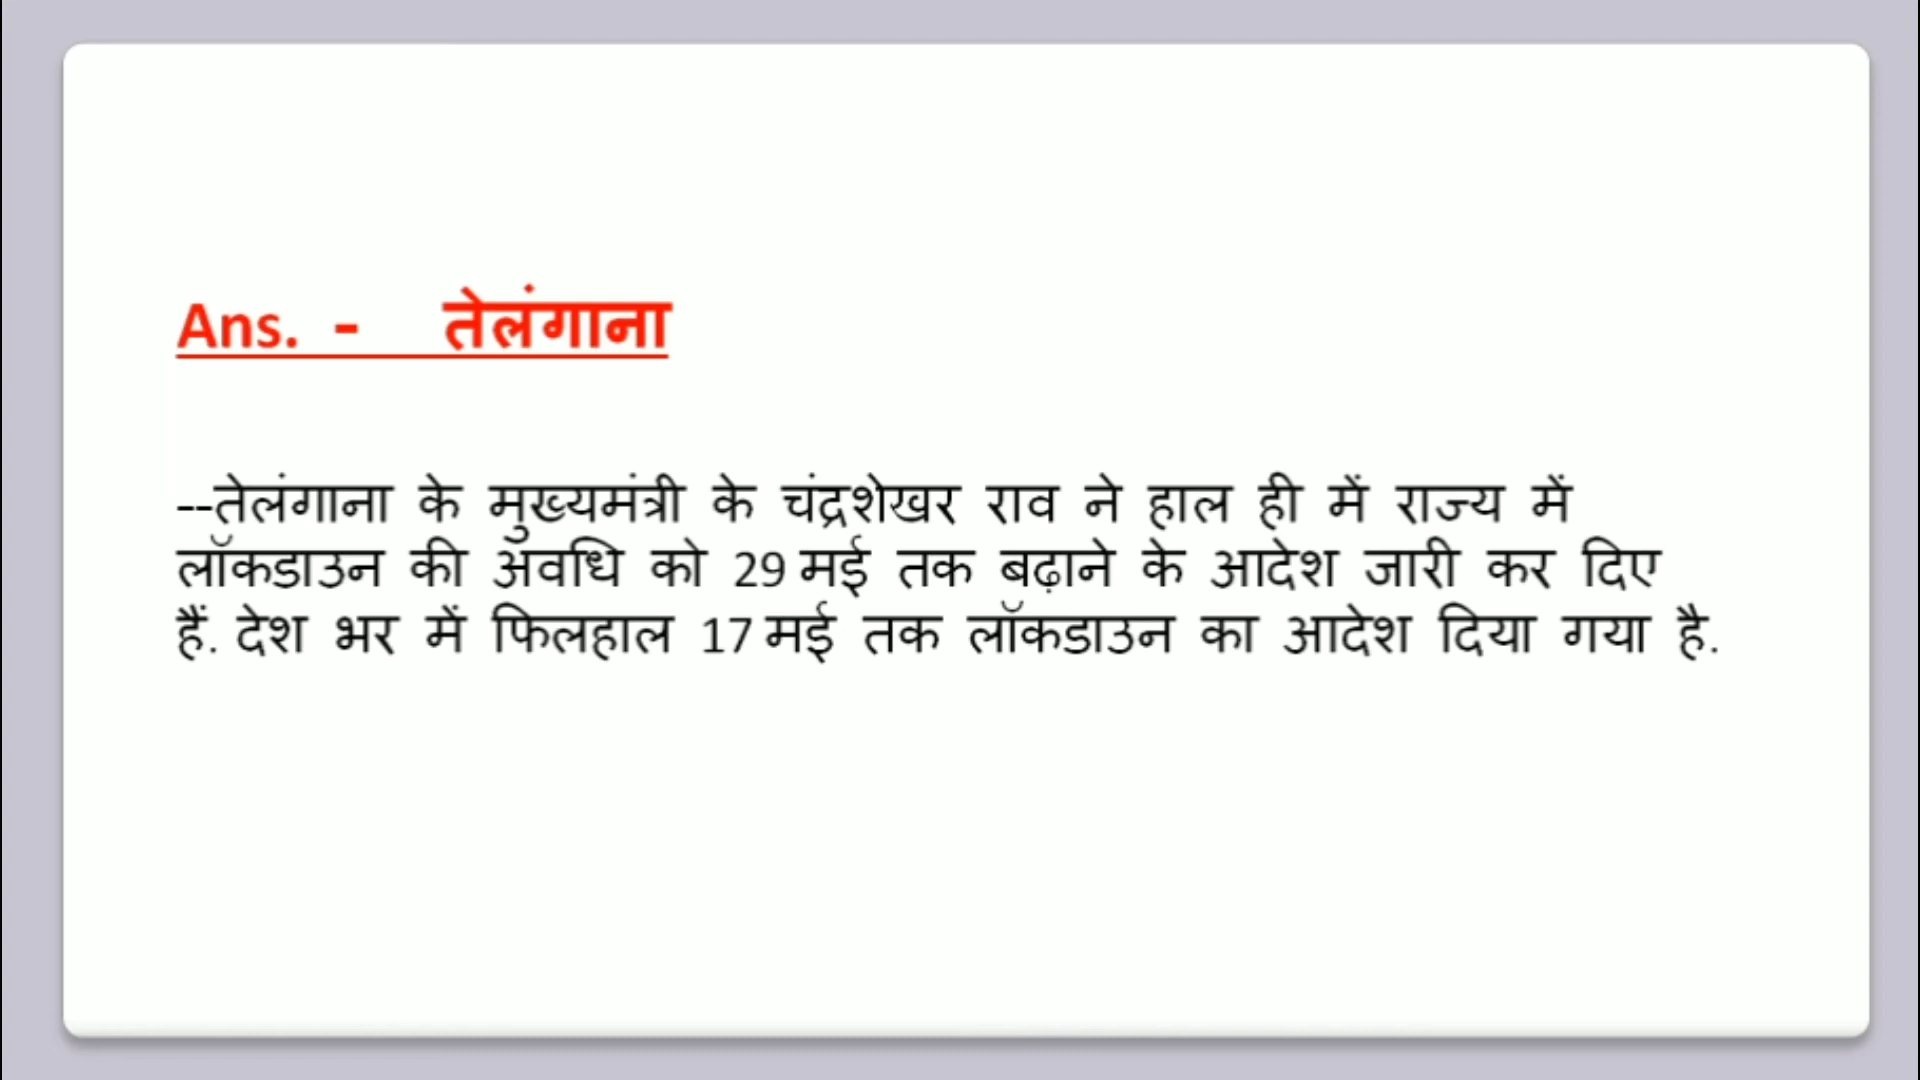 Ans. - तेलंगाना
--तेलंगाना के मुख्यमंत्री के चंद्रशेखर राव ने हाल ही में राज्य में
लॉकडाउन की अवधि को 29 मई तक बढ़ाने के आदेश जारी कर दिए
हैं. देश भर में फिलहाल 17 मई तक लॉकडाउन का आदेश दिया गया है.